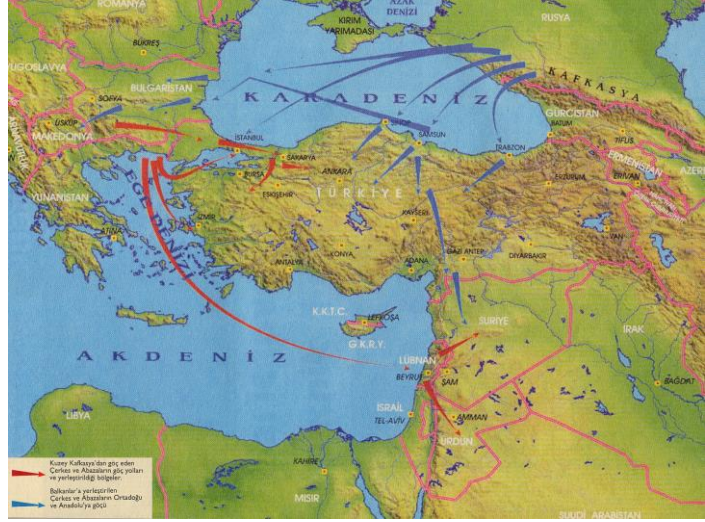 ROMANYA
KIRIM
YARIMADASI
AZAK
DENİZİ
RUSYA
BÜKREŞ
YUGOSLAVYA
BULGARİSTAN
SOFYA
KARADENİZ
KAFKASYA
ÜSKÜP
MAKEDONYA
GÜRCİSTAN
BATUM
TİFLİS
İSTANBUL
SİNOP
SAMSUN
TRABZON
SAKARYA
ERMENİSTAN
ERİVAN
AZER
ANKARA
BURSA
ESKİŞEHİR
TÜRKİYE
ERZURUM
YUNANİSTAN
EGE DENİZİ
İZMİR
KAYSERİ
ATİNA
VAN
KONYA
GAZİ ANTEP
DİYARBAKIR
ANTALYA
ADANA
K.K.T.C.
LEFKOŞA
G.K.R.Y.
SURİYE
IRAK
AKDENİZ
LÜBNAN
BEYRUT
ŞAM
BAĞDAT
İSRAİL
TEL-AVİV
AMMAN
ÜRDÜN
LİBYA
KAHİRE
MISIR
SUUDİ ARABİSTAN
Kuzey Kafkasya'dan göç eden
Çerkes ve Abazaların göç yolları
ve yerleştirildiği bölgeler.
Balkanlar'a yerleştirilen
Çerkes ve Abazaların Ortadoğu
ve Anadolu'ya göçü.